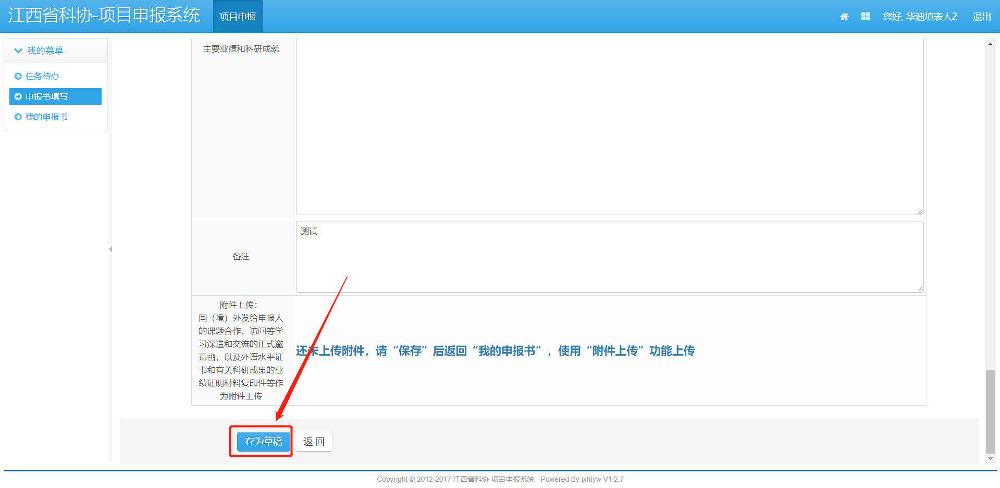 江西省科协-项目申报系统
项目申报
您好, 华迪填表人2
退出
我的菜单
任务待办
申报书填写
我的申报书
主要业绩和科研成就
测试
备注
附件上传：
国（境）外发给申报人
的课题合作、访问等学
习深造和交流的正式邀
请函，以及外语水平证
书和有关科研成果的业
绩证明材料复印件等作
为附件上传
还未上传附件，请“保存”后返回“我的申报书”，使用“附件上传”功能上传
存为草稿
返 回
Copyright © 2012-2017 江西省科协-项目申报系统 - Powered By jxhtyw V1.2.7